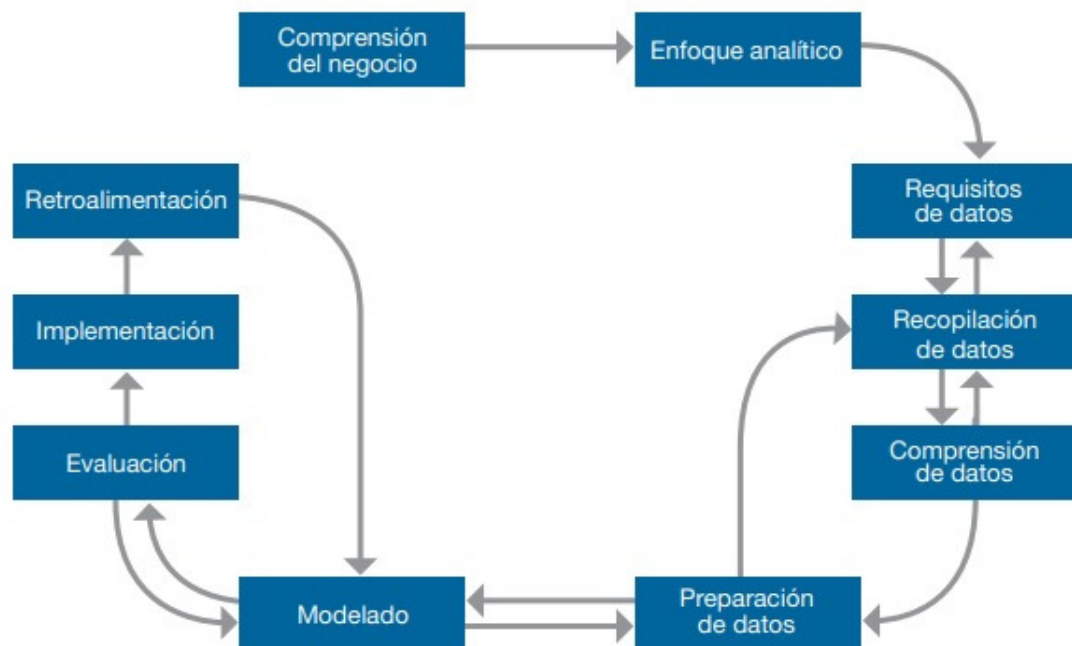 Comprensión
del negocio
Enfoque analítico
Retroalimentación
Requisitos
de datos
Implementación
Recopilación
de datos
Evaluación
Comprensión
de datos
Modelado
Preparación
de datos